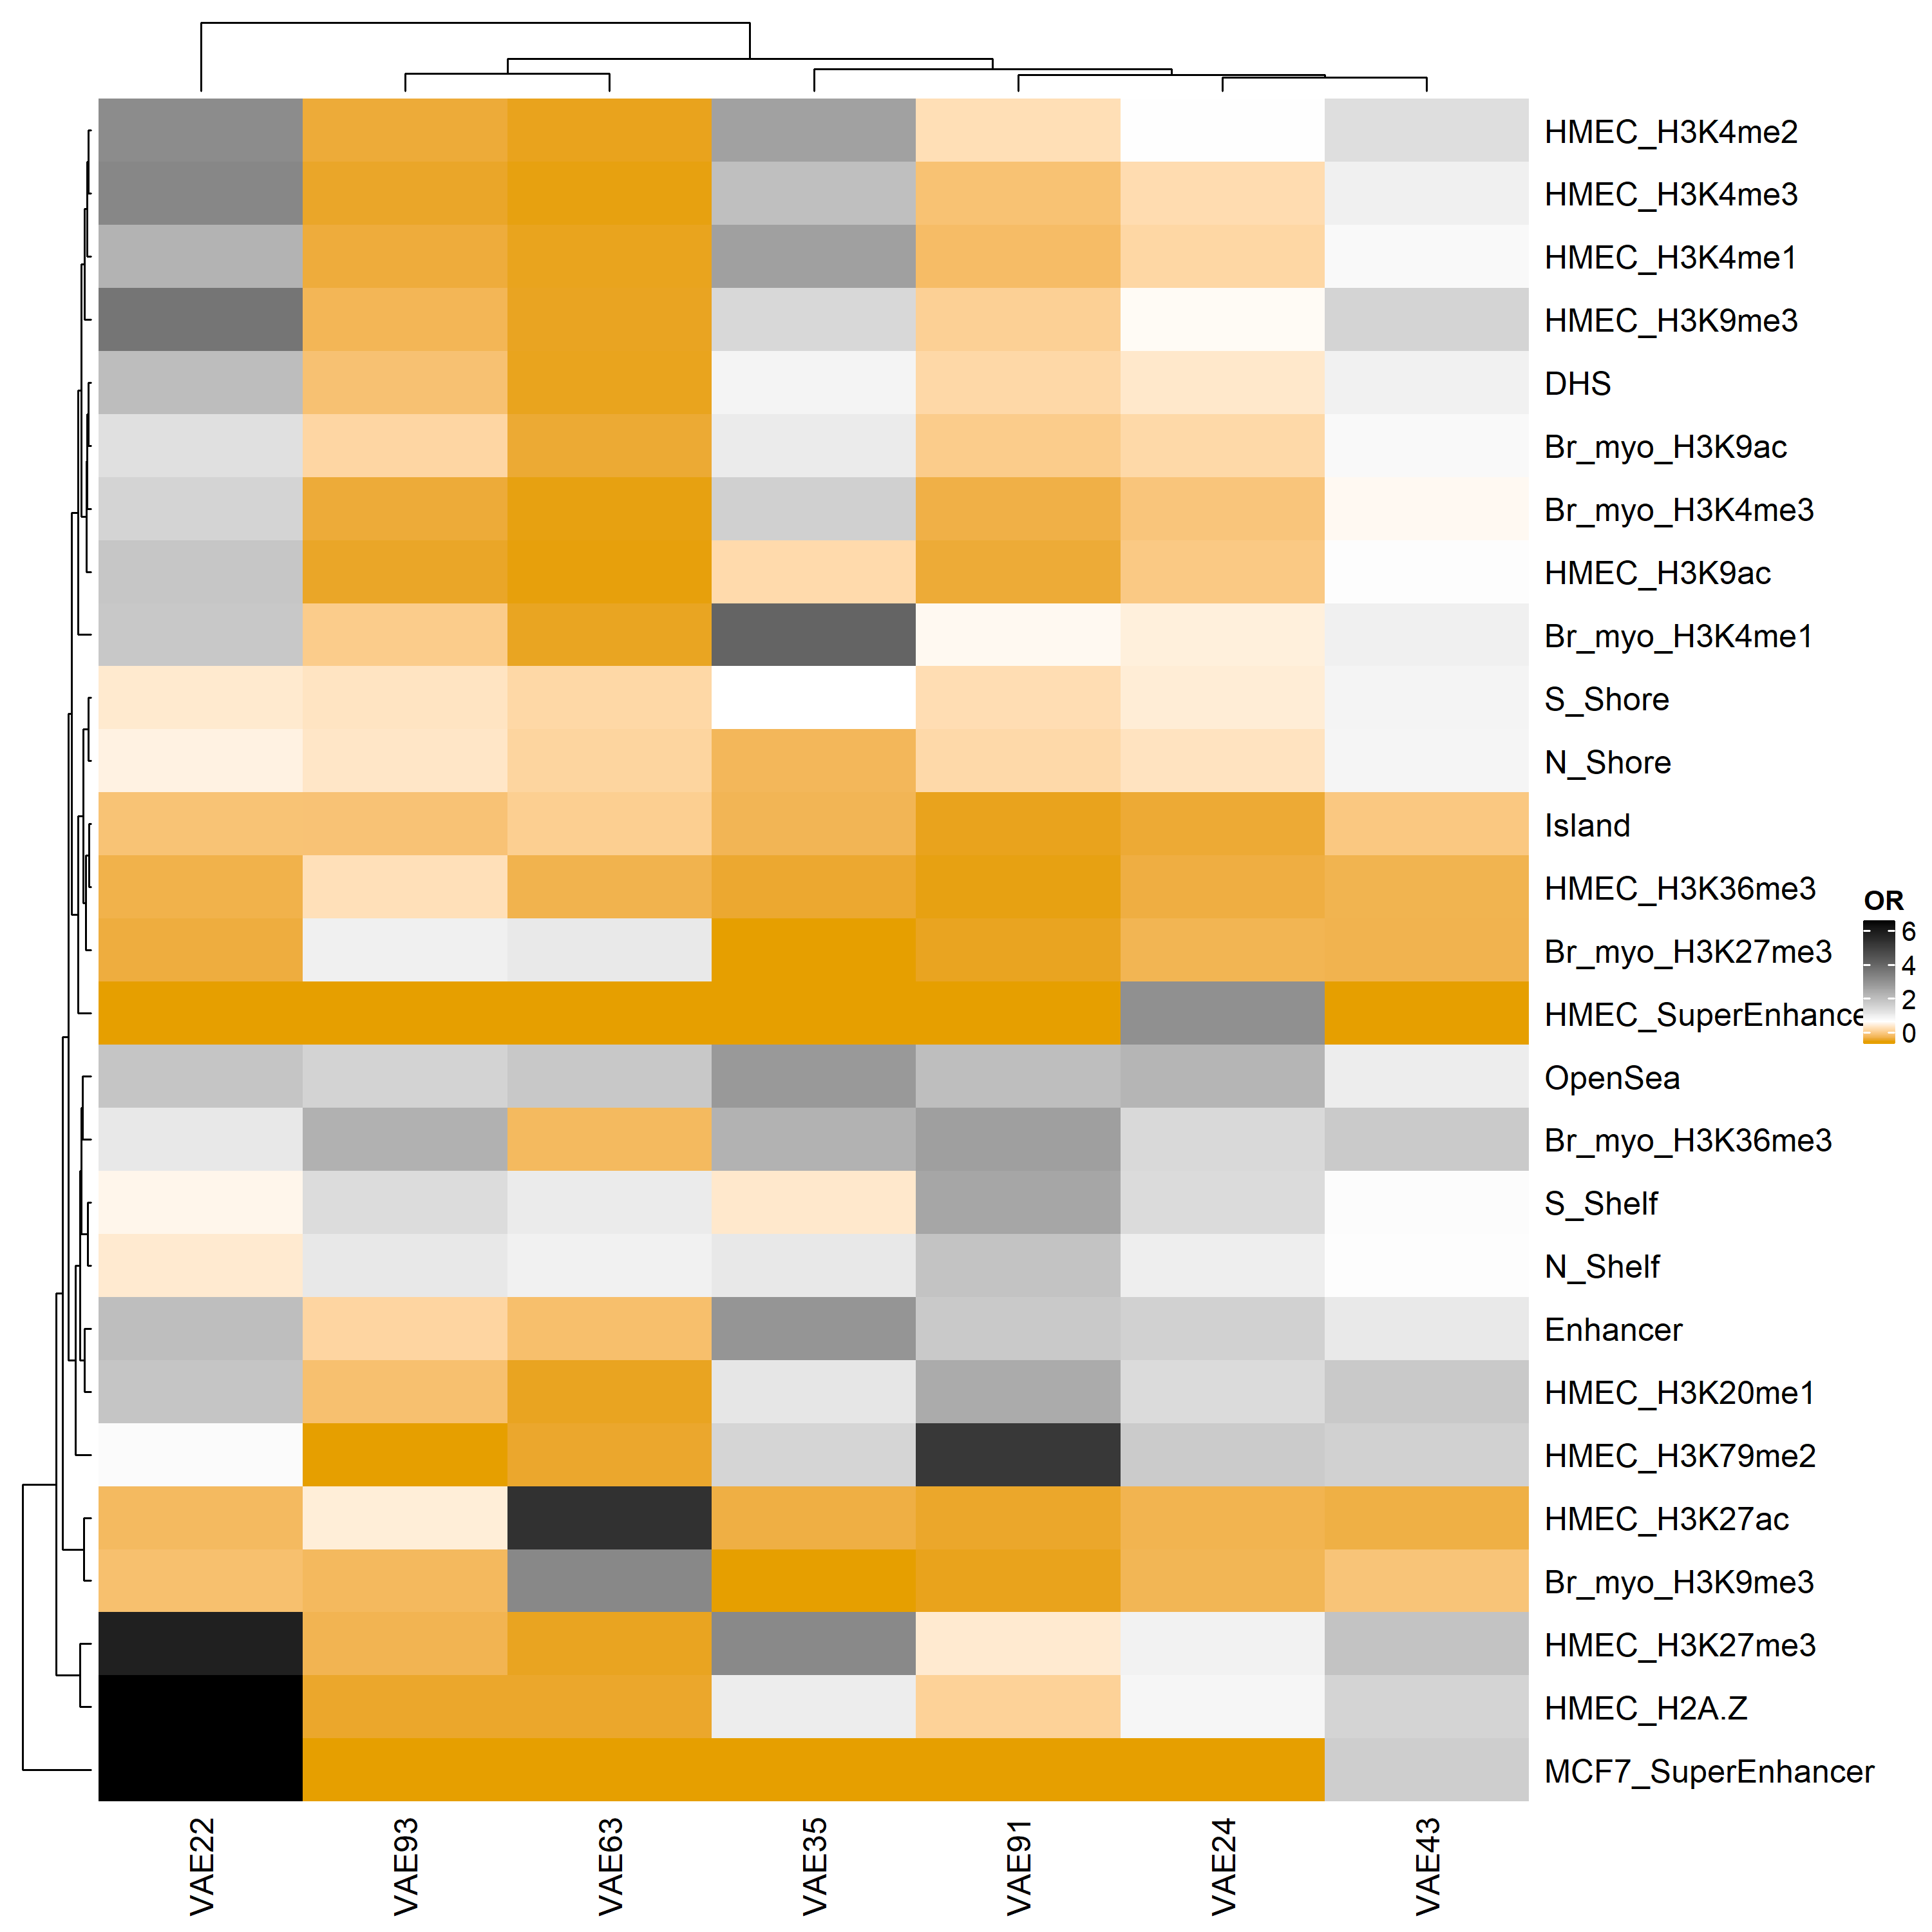 HMEC_H3K4me2
HMEC_H3K4me3
HMEC_H3K4me1
HMEC_H3K9me3
DHS
Br_myo_H3K9ac
Br_myo_H3K4me3
HMEC_H3K9ac
Br_myo_H3K4me1
S_Shore
N_Shore
Island
HMEC_H3K36me3
Br_myo_H3K27me3
HMEC_SuperEnhance
OpenSea
Br_myo_H3K36me3
S_Shelf
N_Shelf
Enhancer
HMEC_H3K20me1
HMEC_H3K79me2
HMEC_H3K27ac
Br_myo_H3K9me3
HMEC_H3K27me3
HMEC_H2A.Z
MCF7_SuperEnhancer
OR
6
4
2
0
VAE22
VAE93
VAE63
VAE35
VAE91
VAE24
VAE43